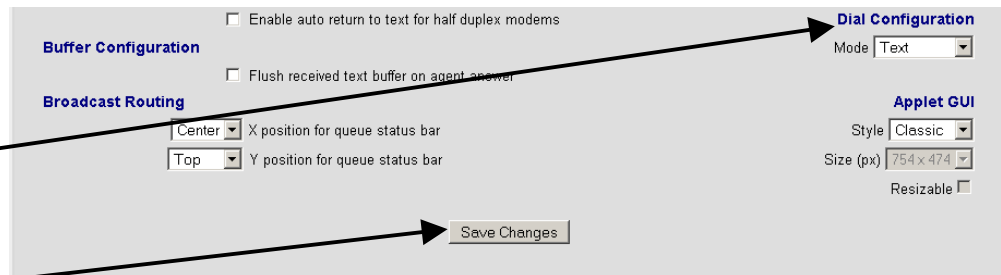 Enable auto return to text for half duplex modems
Dial Configuration
Buffer Configuration
Mode Text
Flush received text buffer on agent answer
Broadcast Routing
Applet GUI
Center X position for queue status bar
Style Classic
Top Y position for queue status bar
Size (px) 754 x 474
Resizable
Save Changes